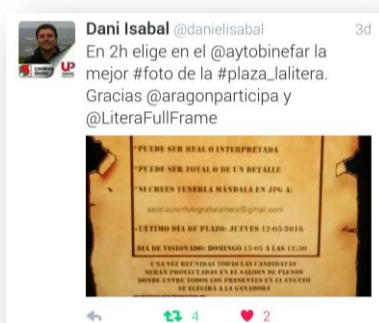 Dani Isabal @danielisabal 3d
En 2h elige en el @aytobinefar la
mejor #foto de la #plaza_lalitera.
Gracias @aragonparticipa y
@LiteraFullFrame
*PUEDE SER REAL O INTERPRETADA
*PUEDE SER TOTAL O DE UN DETALLE
*SI CREES TENERLA MÁNDALA EN JPG A:
asociacionfotografialalitera@gmail.com
*ULTIMO DÍA DE PLAZO: JUEVES 12-05-2016
DIA DE VISIONADO: DOMINGO 15-05 A LAS 12:30
UNA VEZ REUNIDAS TODAS LAS CANDIDATAS
SERÁN PROYECTADAS EN EL SALOON DE PLENOS
DONDE ENTRE TODOS LOS PRESENTES EN EL EVENTO
SE ELEGIRÁ A LA GANADORA
4 2